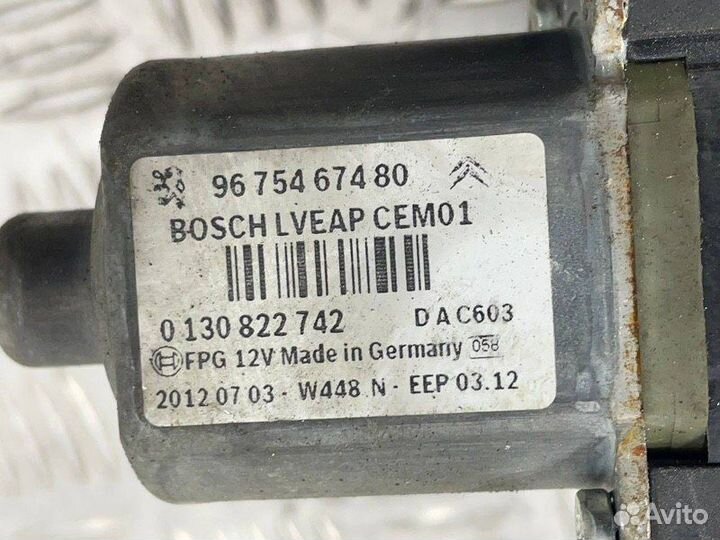 96 754 674 80
BOSCH LVEAP CEM01
0 130 822 742 D A C603
FPG 12V Made in Germany 058
2012 07 03 - W448 N - EEP 03.12
Avito